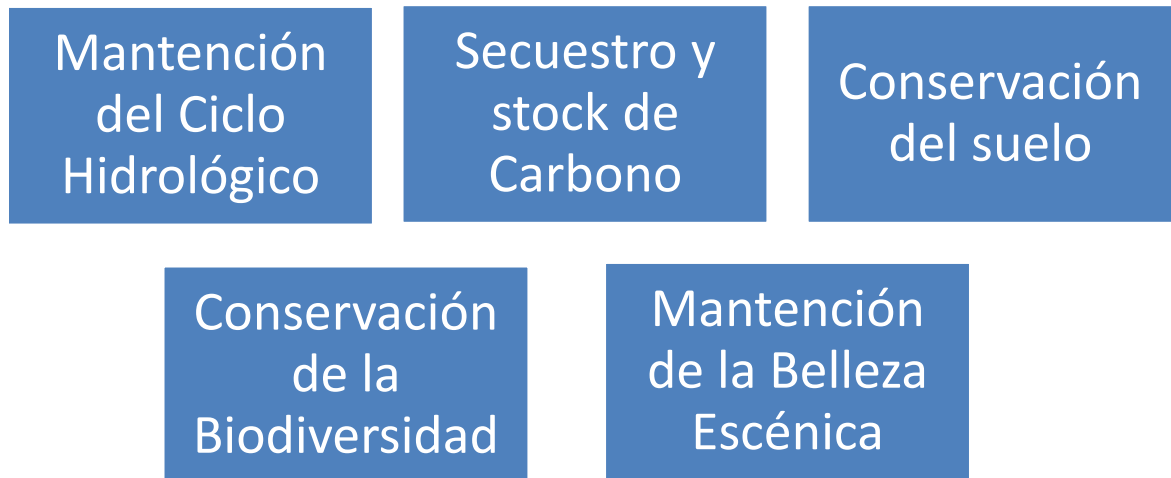 Mantención
del Ciclo
Hidrológico
Secuestro y
stock de
Carbono
Conservación
del suelo
Conservación
de la
Biodiversidad
Mantención
de la Belleza
Escénica